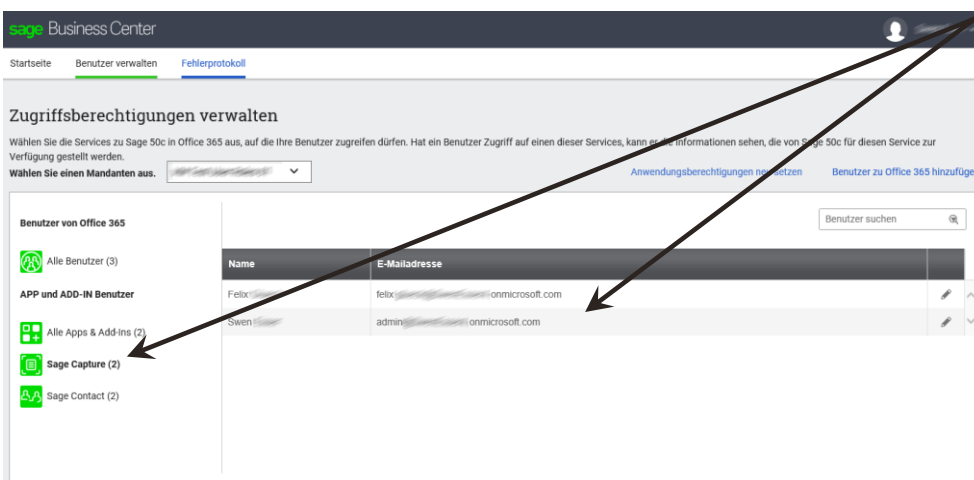 sage Business Center
Startseite Benutzer verwalten Fehlerprotokoll
Zugriffsberechtigungen verwalten
Wählen Sie die Services zu Sage 50c in Office 365 aus, auf die Ihre Benutzer zugreifen dürfen. Hat ein Benutzer Zugriff auf einen dieser Services, kann er die Informationen sehen, die von Sage 50c für diesen Service zur
Verfügung gestellt werden.
Wählen Sie einen Mandanten aus.
Anwendungsberechtigungen neu setzen Benutzer zu Office 365 hinzufüge
Benutzer von Office 365
Benutzer suchen
Alle Benutzer (3)
Name E-Mailadresse
APP und ADD-IN Benutzer
Felix felix onmicrosoft.com
Swen admin onmicrosoft.com
Alle Apps & Add-Ins (2)
Sage Capture (2)
Sage Contact (2)